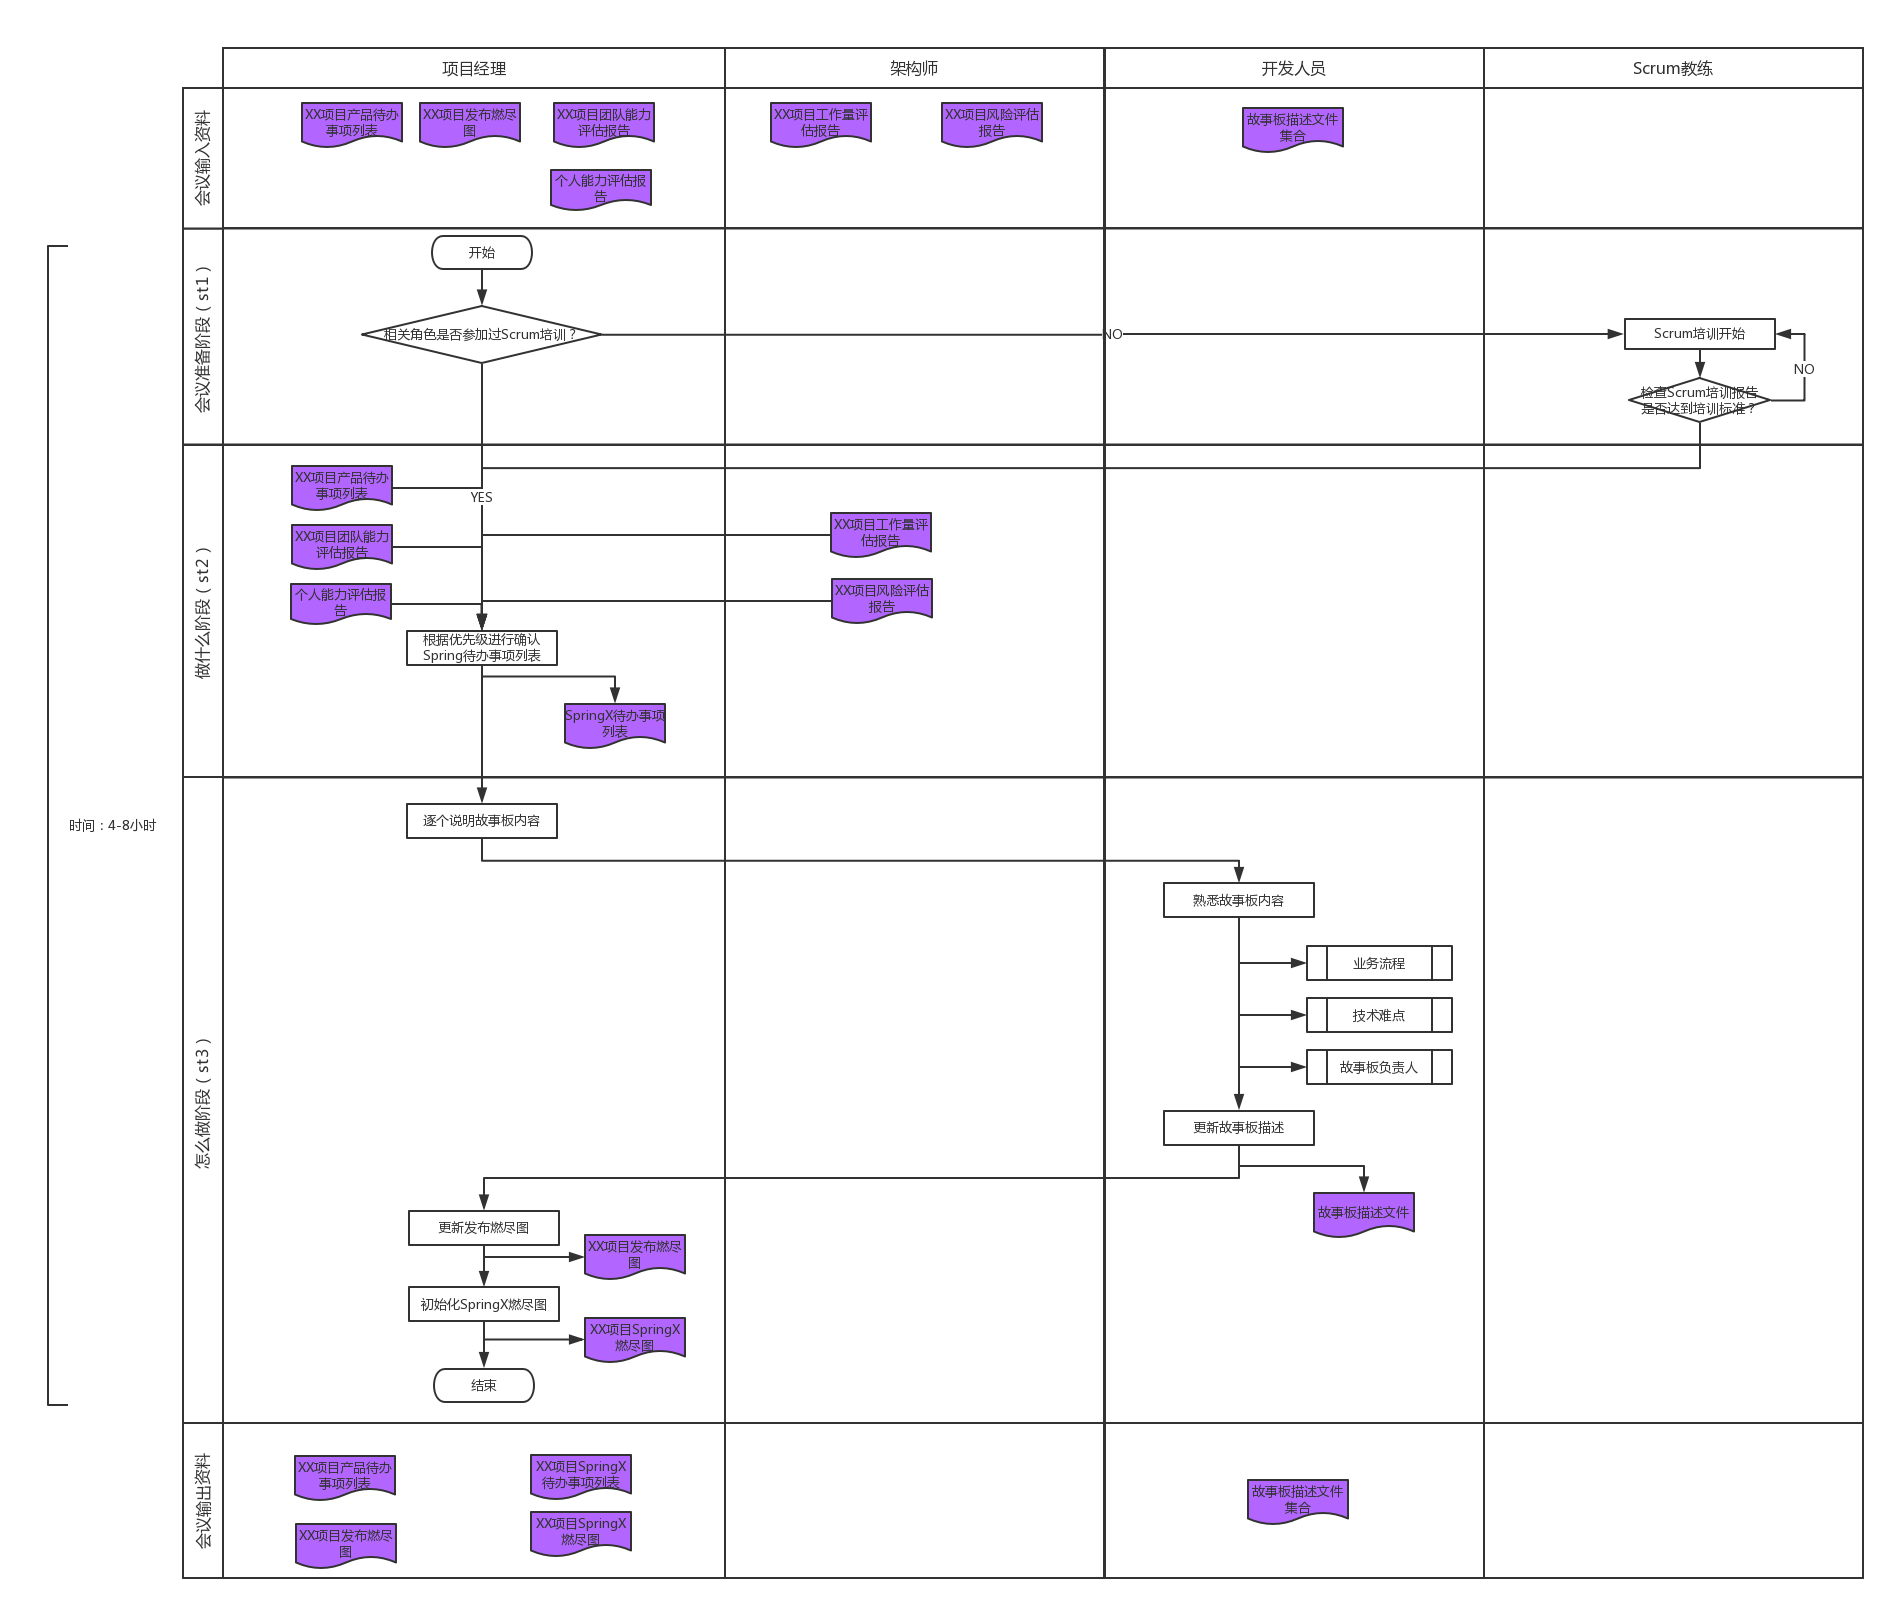 项目经理
架构师
开发人员
Scrum教练
会议输入资料
XX项目产品待办
事项列表
XX项目发布燃尽
图
XX项目团队能力
评估报告
XX项目工作量评
估报告
XX项目风险评估
报告
故事板描述文件
集合
个人能力评估报
告
会议准备阶段（st1）
开始
相关角色是否参加过Scrum培训？
NO
Scrum培训开始
NO
检查Scrum培训报告
是否达到培训标准？
做什么阶段（st2）
XX项目产品待办
事项列表
YES
XX项目团队能力
评估报告
XX项目工作量评
估报告
个人能力评估报
告
XX项目风险评估
报告
根据优先级进行确认
Spring待办事项列表
SpringX待办事项
列表
时间：4-8小时
怎么做阶段（st3）
逐个说明故事板内容
熟悉故事板内容
业务流程
技术难点
故事板负责人
更新故事板描述
故事板描述文件
更新发布燃尽图
XX项目发布燃尽
图
初始化SpringX燃尽图
XX项目SpringX
燃尽图
结束
会议输出资料
XX项目产品待办
事项列表
XX项目SpringX
待办事项列表
故事板描述文件
集合
XX项目发布燃尽
图
XX项目SpringX
燃尽图